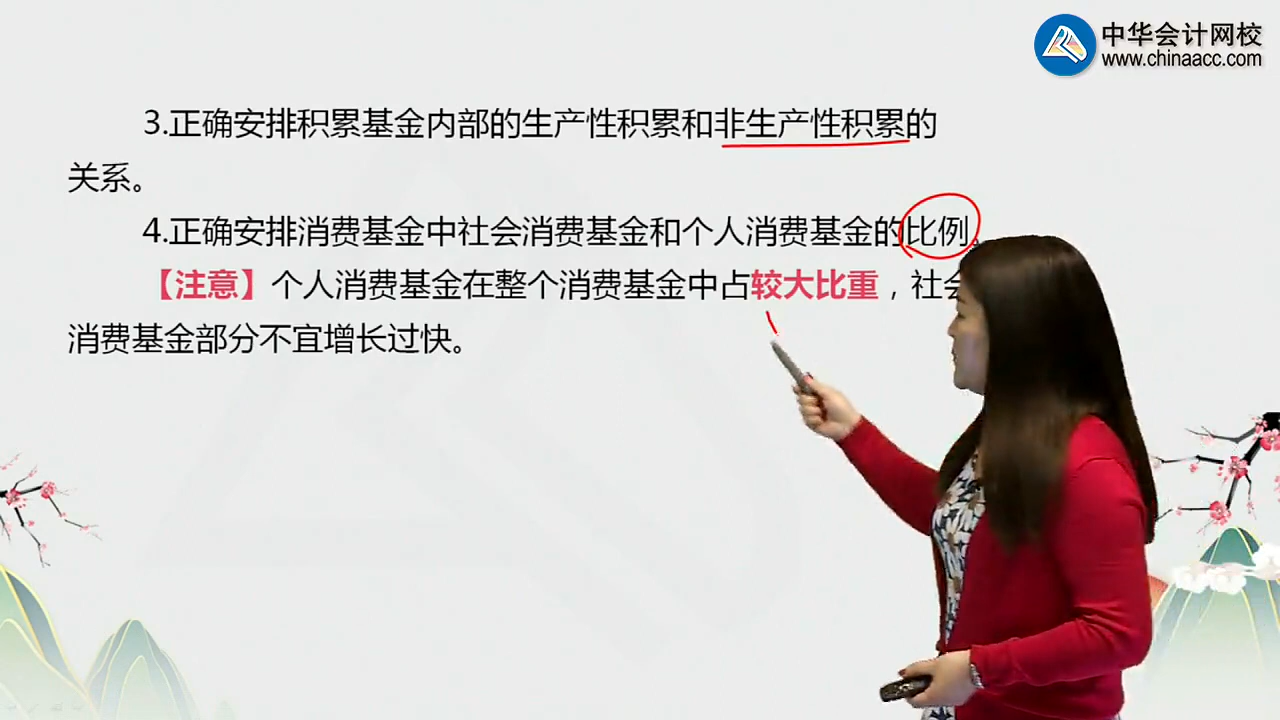 中华会计网校
www.chinaacc.com
3.正确安排积累基金内部的生产性积累和非生产性积累的
关系。
4.正确安排消费基金中社会消费基金和个人消费基金的比例。
【注意】个人消费基金在整个消费基金中占较大比重，社会
消费基金部分不宜增长过快。